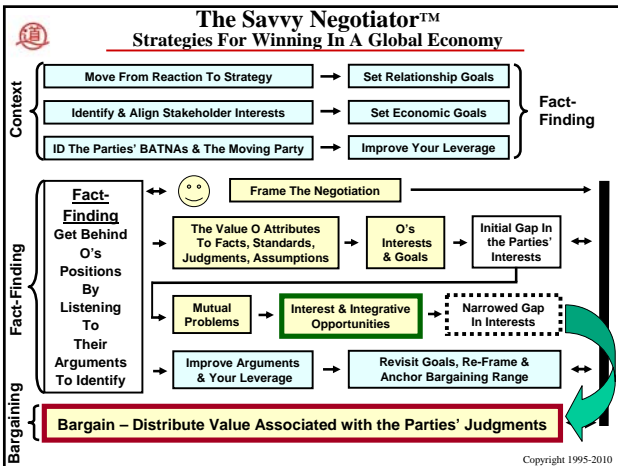 道
The Savvy Negotiator™
Strategies For Winning In A Global Economy
Context
Move From Reaction To Strategy
Set Relationship Goals
Identify & Align Stakeholder Interests
Set Economic Goals
ID The Parties' BATNAs & The Moving Party
Improve Your Leverage
Fact-
Finding
Fact-Finding
Fact-
Finding
Get Behind
O's
Positions
By
Listening
To
Their
Arguments
To Identify
Frame The Negotiation
The Value O Attributes
To Facts, Standards,
Judgments, Assumptions
O's
Interests
& Goals
Initial Gap In
the Parties'
Interests
Mutual
Problems
Interest & Integrative
Opportunities
Narrowed Gap
In Interests
Improve Arguments
& Your Leverage
Revisit Goals, Re-Frame &
Anchor Bargaining Range
Bargaining
Bargain – Distribute Value Associated with the Parties' Judgments
Copyright 1995-2010